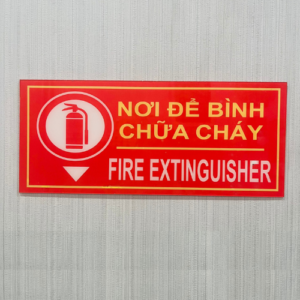 NƠI ĐỂ BÌNH
CHỮA CHÁY
FIRE EXTINGUISHER